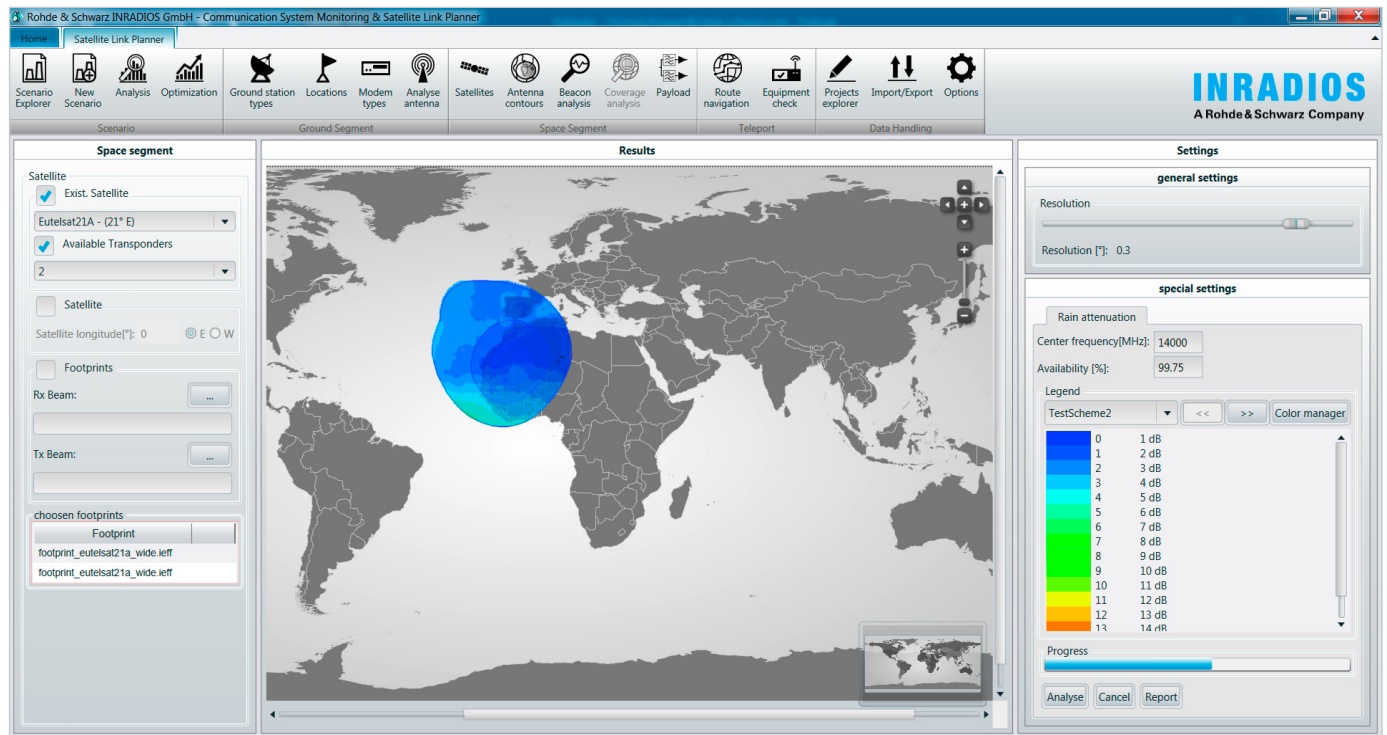 Rohde & Schwarz INRADIOS GmbH - Communication System Monitoring & Satellite Link Planner
Home
Satellite Link Planner
Scenario Explorer
New Scenario
Analysis
Optimization
Ground station types
Locations
Modem types
Analyse antenna
Satellites
Antenna contours
Beacon analysis
Coverage analysis
Payload
Route navigation
Equipment check
Projects explorer
Import/Export
Options
Scenario
Ground Segment
Space Segment
Teleport
Data Handling
INRADIOS
A Rohde & Schwarz Company
Space segment
Satellite
Exist. Satellite
Eutelsat21A - (21° E)
Available Transponders
2
Satellite
Satellite longitude[°]: 0
E
W
Footprints
Rx Beam:
...
Tx Beam:
...
choosen footprints
Footprint
footprint_eutelsat21a_wide.ieff
footprint_eutelsat21a_wide.ieff
Results
Settings
general settings
Resolution
Resolution [°]: 0.3
special settings
Rain attenuation
Center frequency[MHz]: 14000
Availability [%]: 99.75
Legend
TestScheme2
<<
>>
Color manager
0 1 dB
1 2 dB
2 3 dB
3 4 dB
4 5 dB
5 6 dB
6 7 dB
7 8 dB
8 9 dB
9 10 dB
10 11 dB
11 12 dB
12 13 dB
13 14 dB
Progress
Analyse
Cancel
Report